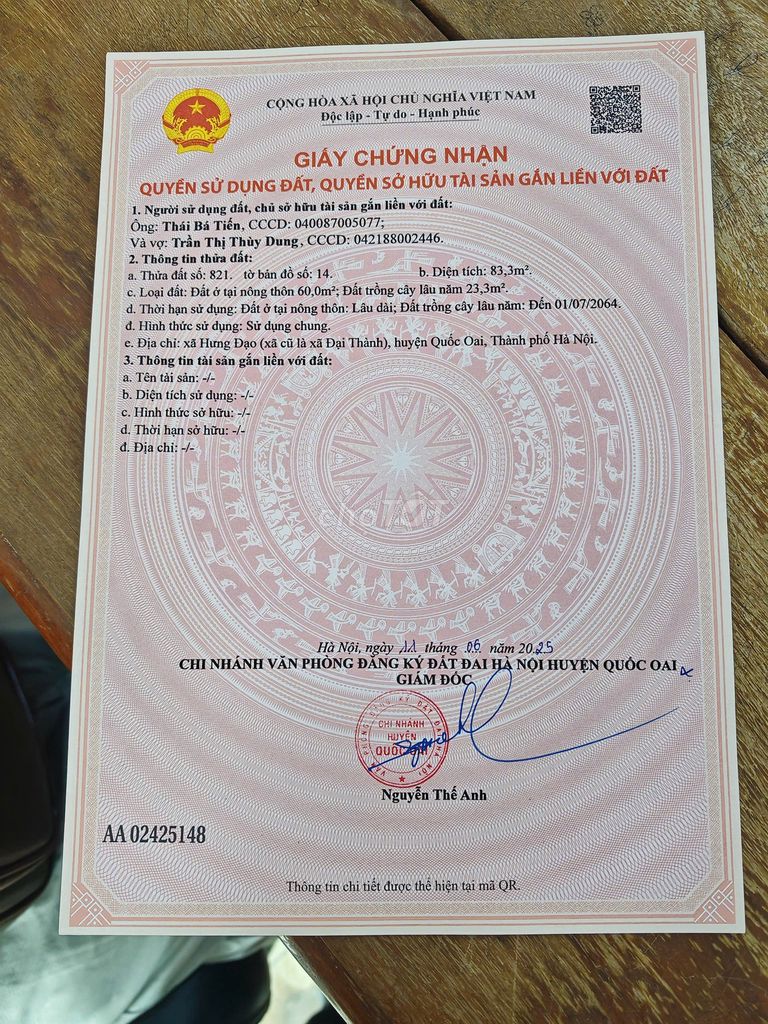 CỘNG HÒA XÃ HỘI CHỦ NGHĨA VIỆT NAM
Độc lập - Tự do - Hạnh phúc
GIẤY CHỨNG NHẬN
QUYỀN SỬ DỤNG ĐẤT, QUYỀN SỞ HỮU TÀI SẢN GẮN LIỀN VỚI ĐẤT
1. Người sử dụng đất, chủ sở hữu tài sản gắn liền với đất:
Ông: Thái Bá Tiến, CCCD: 040087005077;
Và vợ: Trần Thị Thùy Dung, CCCD: 042188002446.
2. Thông tin thửa đất:
a. Thửa đất số: 821. tờ bản đồ số: 14. b. Diện tích: 83,3m².
c. Loại đất: Đất ở tại nông thôn 60,0m²; Đất trồng cây lâu năm 23,3m².
d. Thời hạn sử dụng: Đất ở tại nông thôn: Lâu dài; Đất trồng cây lâu năm: Đến 01/07/2064.
đ. Hình thức sử dụng: Sử dụng chung.
e. Địa chỉ: xã Hưng Đạo (xã cũ là xã Đại Thành), huyện Quốc Oai, Thành phố Hà Nội.
3. Thông tin tài sản gắn liền với đất:
a. Tên tài sản: -/-
b. Diện tích sử dụng: -/-
c. Hình thức sở hữu: -/-
d. Thời hạn sở hữu: -/-
đ. Địa chỉ: -/-
choTỐT
Hà Nội, ngày 11 tháng 06 năm 2025
CHI NHÁNH VĂN PHÒNG ĐĂNG KÝ ĐẤT ĐAI HÀ NỘI HUYỆN QUỐC OAI
GIÁM ĐỐC
VĂN PHÒNG ĐĂNG KÝ ĐẤT ĐAI HÀ NỘI
CHI NHÁNH
HUYỆN
QUỐC OAI
Nguyễn Thế Anh
AA 02425148
Thông tin chi tiết được thể hiện tại mã QR.